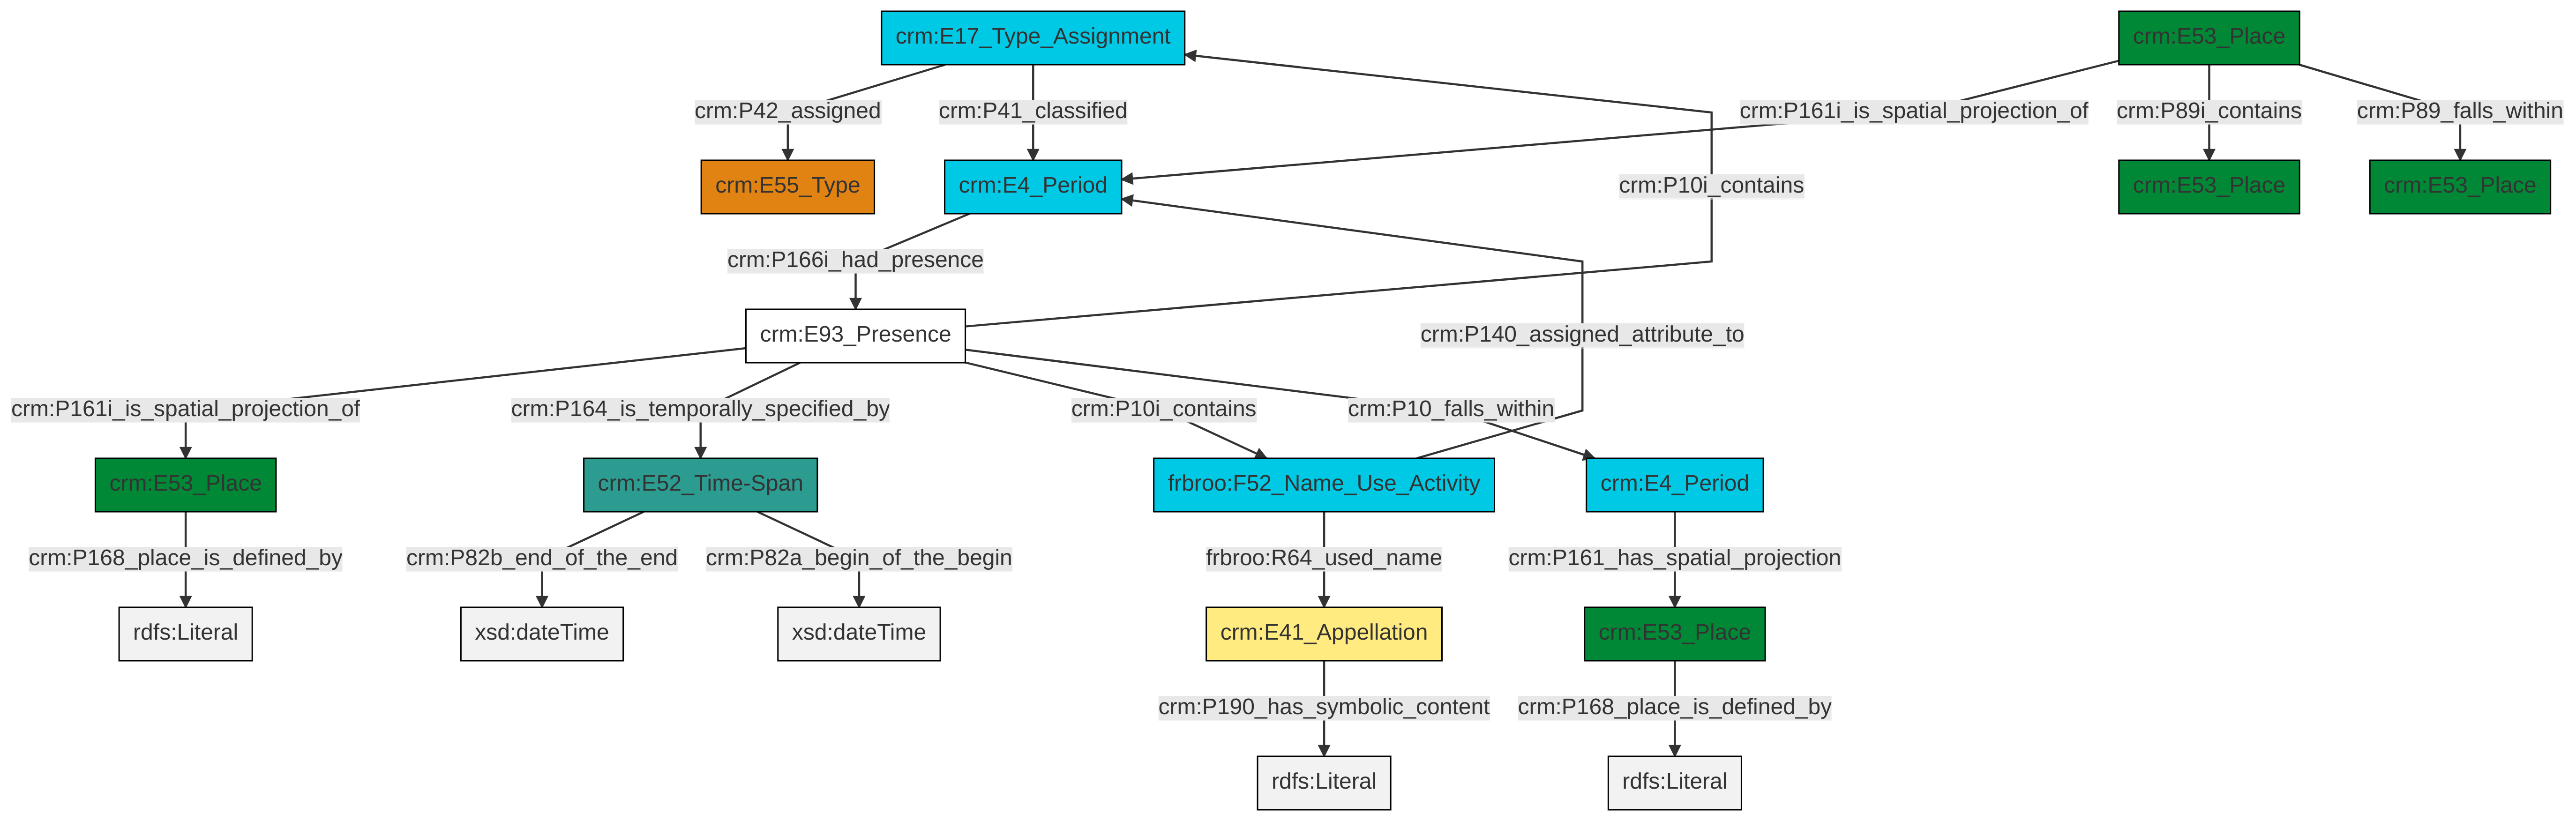 crm:E17_Type_Assignment
crm:E53_Place
crm:P42_assigned
crm:P41_classified
crm:P161i_is_spatial_projection_of
crm:P89i_contains
crm:P89_falls_within
crm:E55_Type
crm:E4_Period
crm:P10i_contains
crm:E53_Place
crm:E53_Place
crm:P166i_had_presence
crm:E93_Presence
crm:P140_assigned_attribute_to
crm:P161i_is_spatial_projection_of
crm:P164_is_temporally_specified_by
crm:P10i_contains
crm:P10_falls_within
crm:E53_Place
crm:E52_Time-Span
frbroo:F52_Name_Use_Activity
crm:E4_Period
crm:P168_place_is_defined_by
crm:P82b_end_of_the_end
crm:P82a_begin_of_the_begin
frbroo:R64_used_name
crm:P161_has_spatial_projection
rdfs:Literal
xsd:dateTime
xsd:dateTime
crm:E41_Appellation
crm:E53_Place
crm:P190_has_symbolic_content
crm:P168_place_is_defined_by
rdfs:Literal
rdfs:Literal